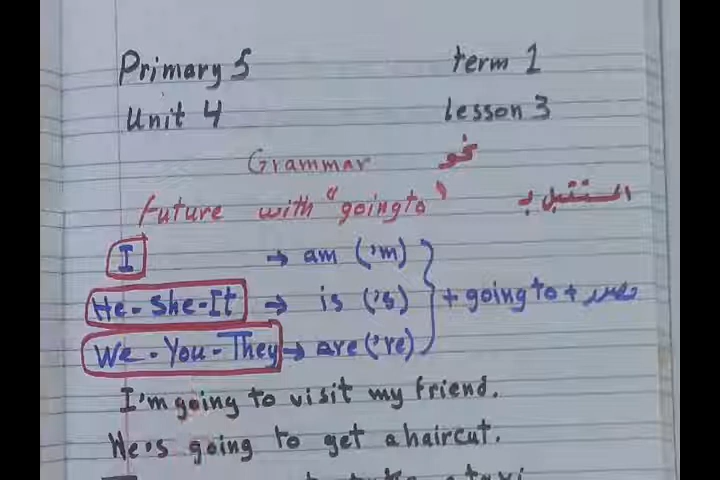 Primary 5 term 1
Unit 4 lesson 3
Grammar نحو
future with "going to" المستقبل بـ
I → am ('m)
He - She - It → is ('s) + going to + مصدر
We - You - They → are ('re)
I'm going to visit my friend.
He's going to get a haircut.